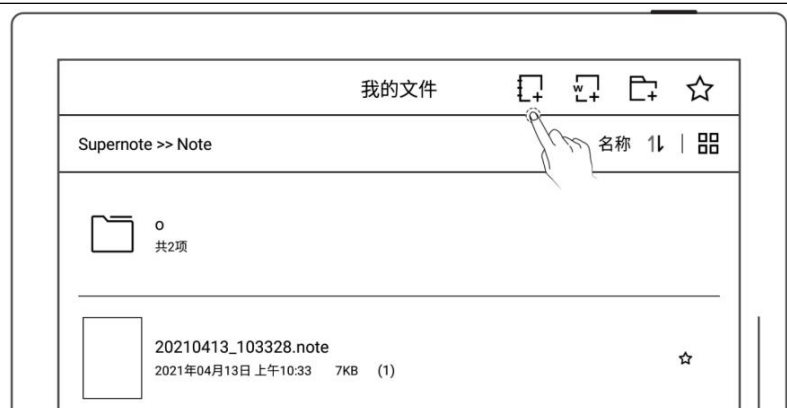 我的文件
W
Supernote >> Note
名称
o
共2项
20210413_103328.note
2021年04月13日 上午10:33 7KB (1)